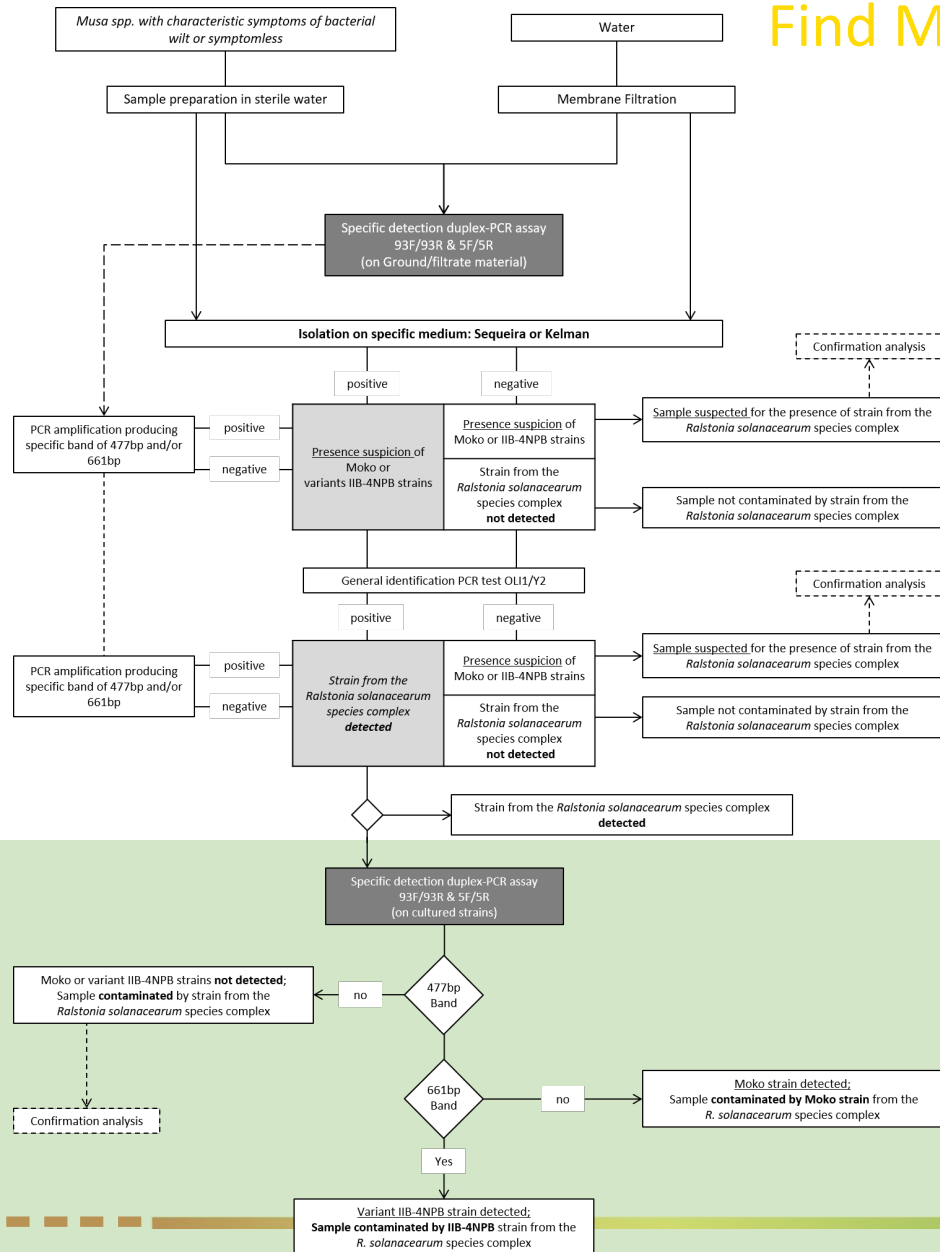 Find M
Musa spp. with characteristic symptoms of bacterial
wilt or symptomless
Water
Sample preparation in sterile water
Membrane Filtration
Specific detection duplex-PCR assay
93F/93R & 5F/5R
(on Ground/filtrate material)
Isolation on specific medium: Sequeira or Kelman
Confirmation analysis
positive
negative
PCR amplification producing
specific band of 477bp and/or
661bp
positive
negative
Presence suspicion of
Moko or
variants IIB-4NPB strains
Presence suspicion of
Moko or IIB-4NPB strains
Strain from the
Ralstonia solanacearum
species complex
not detected
Sample suspected for the presence of strain from the
Ralstonia solanacearum species complex
Sample not contaminated by strain from the
Ralstonia solanacearum species complex
General identification PCR test OLI1/Y2
Confirmation analysis
positive
negative
PCR amplification producing
specific band of 477bp and/or
661bp
positive
negative
Strain from the
Ralstonia solanacearum
species complex
detected
Presence suspicion of
Moko or IIB-4NPB strains
Strain from the
Ralstonia solanacearum
species complex
not detected
Sample suspected for the presence of strain from the
Ralstonia solanacearum species complex
Sample not contaminated by strain from the
Ralstonia solanacearum species complex
Strain from the Ralstonia solanacearum species complex
detected
Specific detection duplex-PCR assay
93F/93R & 5F/5R
(on cultured strains)
Moko or variant IIB-4NPB strains not detected;
Sample contaminated by strain from the
Ralstonia solanacearum species complex
no
477bp
Band
Confirmation analysis
661bp
Band
no
Moko strain detected;
Sample contaminated by Moko strain from the
R. solanacearum species complex
Yes
Variant IIB-4NPB strain detected;
Sample contaminated by IIB-4NPB strain from the
R. solanacearum species complex